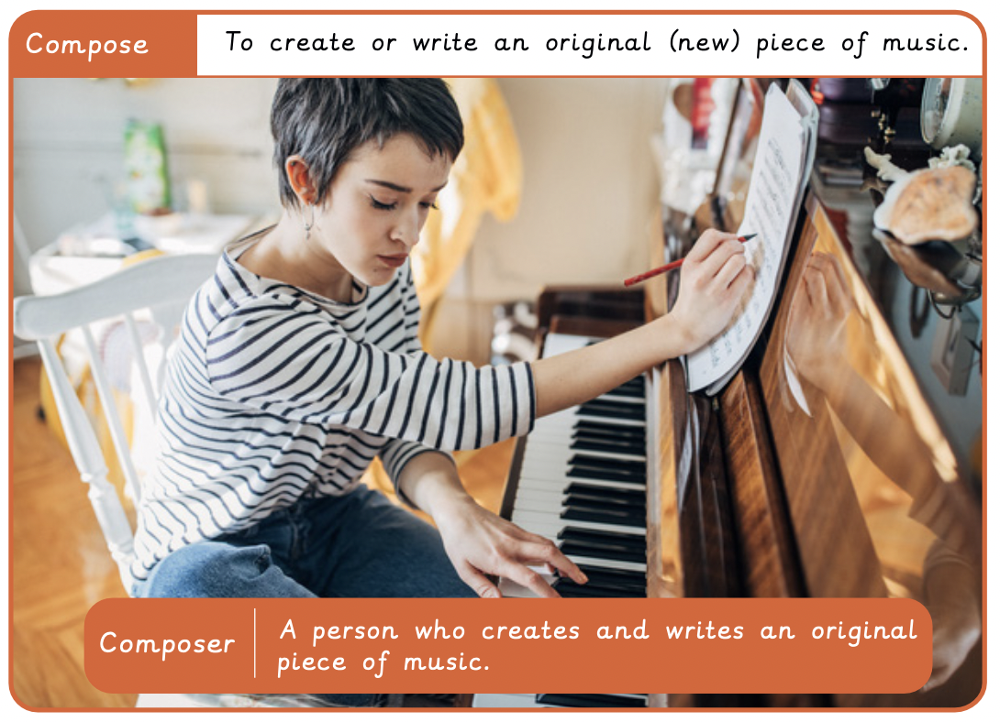 Compose
To create or write an original (new) piece of music.
Composer
A person who creates and writes an original
piece of music.